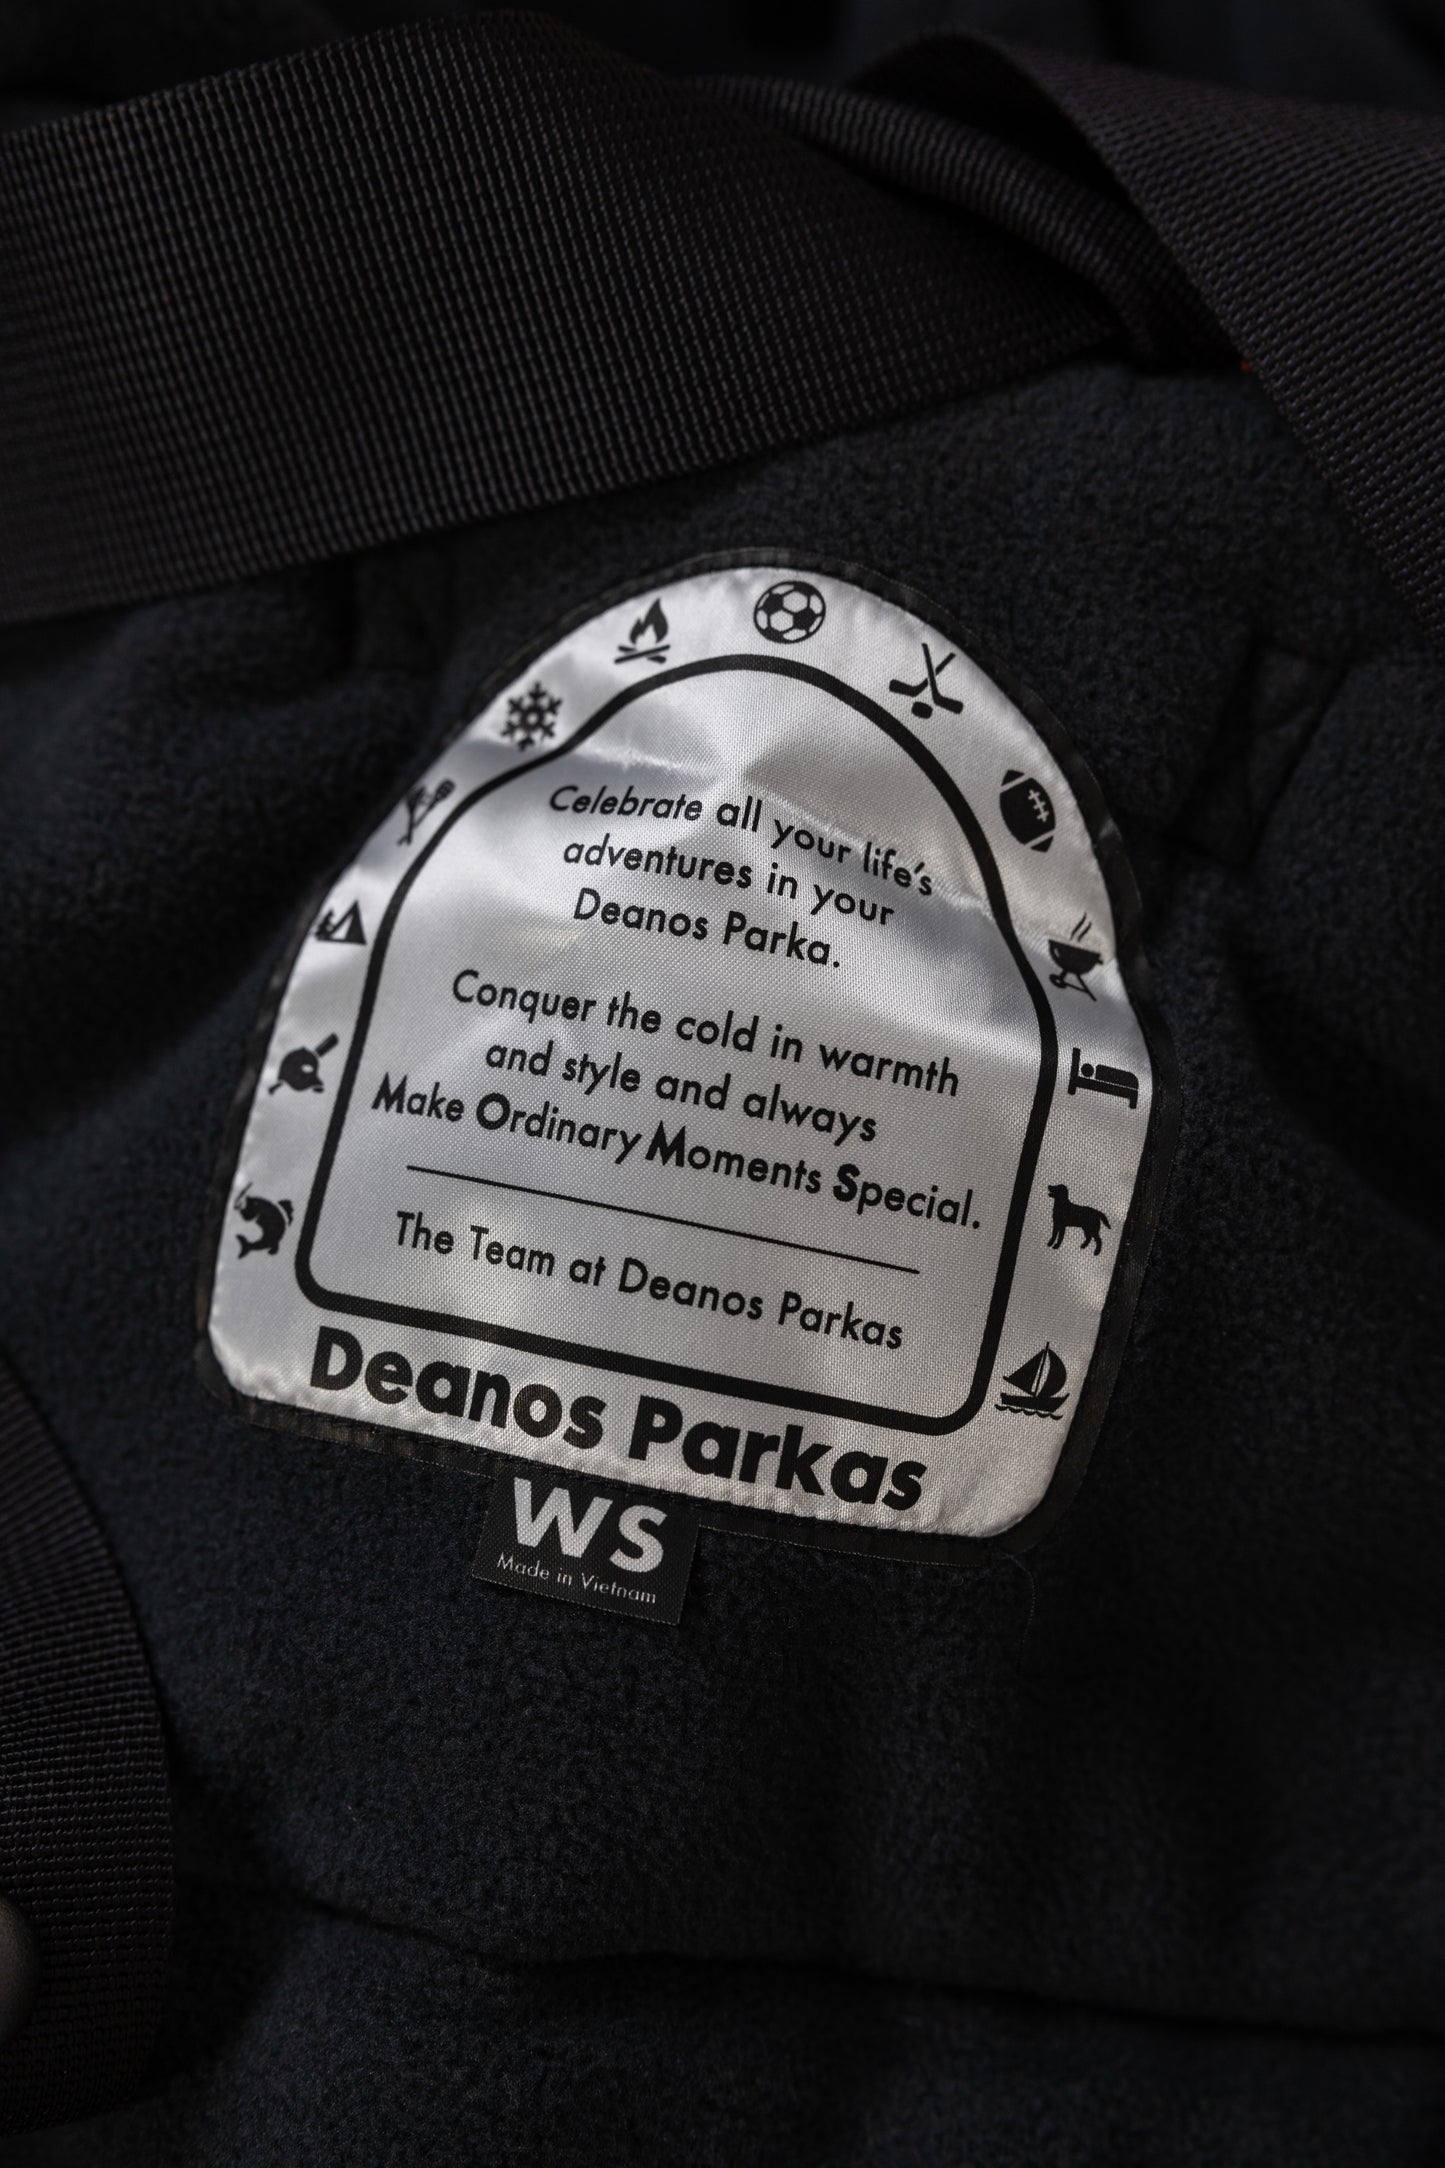 Celebrate all your life's
adventures in your
Deanos Parka.
Conquer the cold in warmth
and style and always
Make Ordinary Moments Special.
The Team at Deanos Parkas
Deanos Parkas
WS
Made in Vietnam